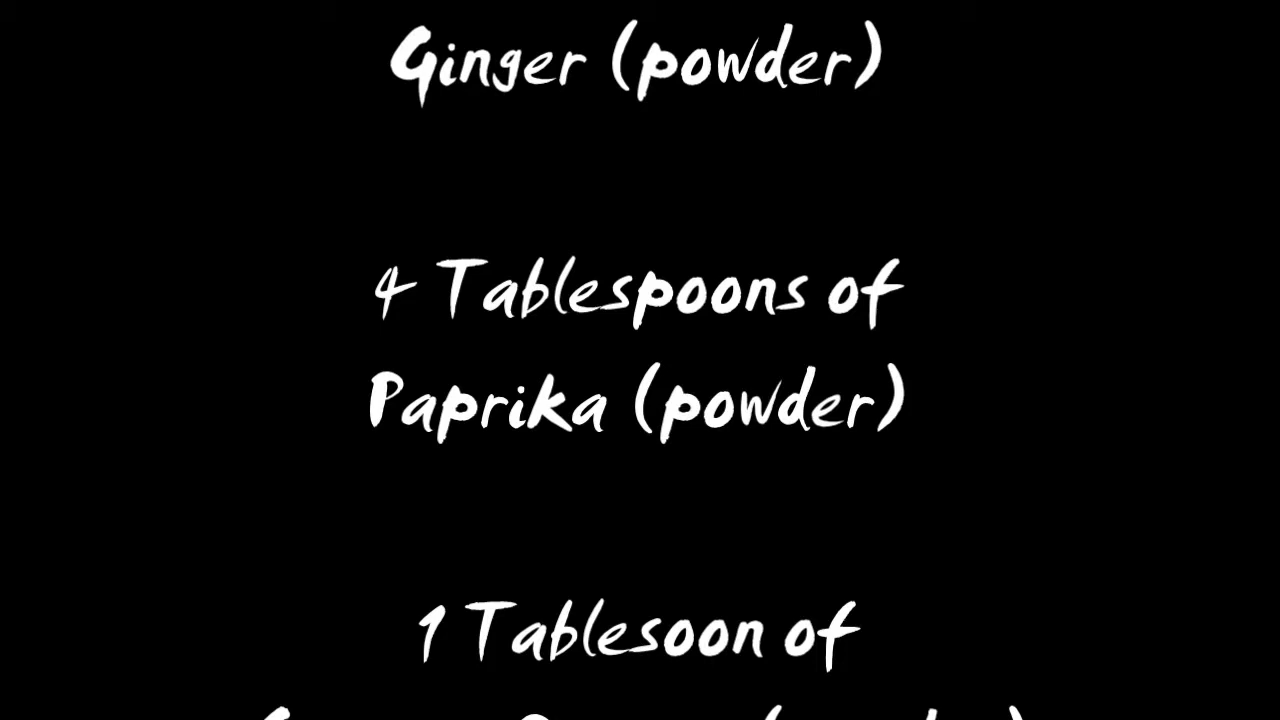 Ginger (powder)
4 Tablespoons of
Paprika (powder)
1 Tablesoon of